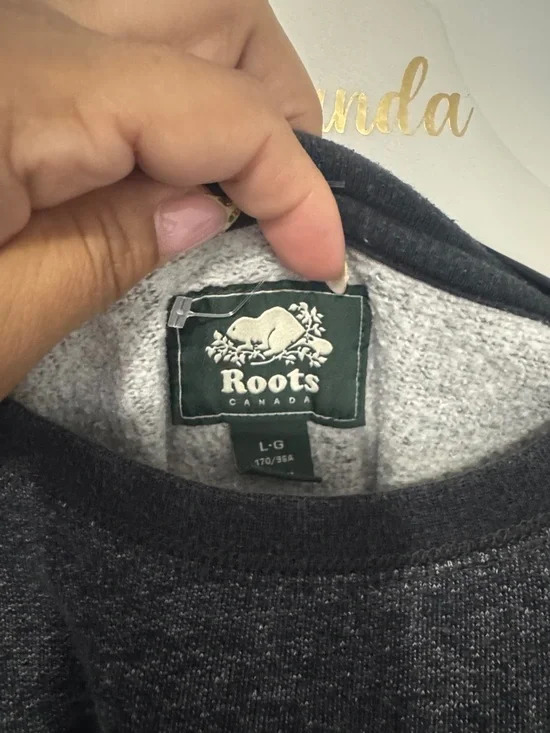 anda
Roots
CANADA
L-G
170/96A